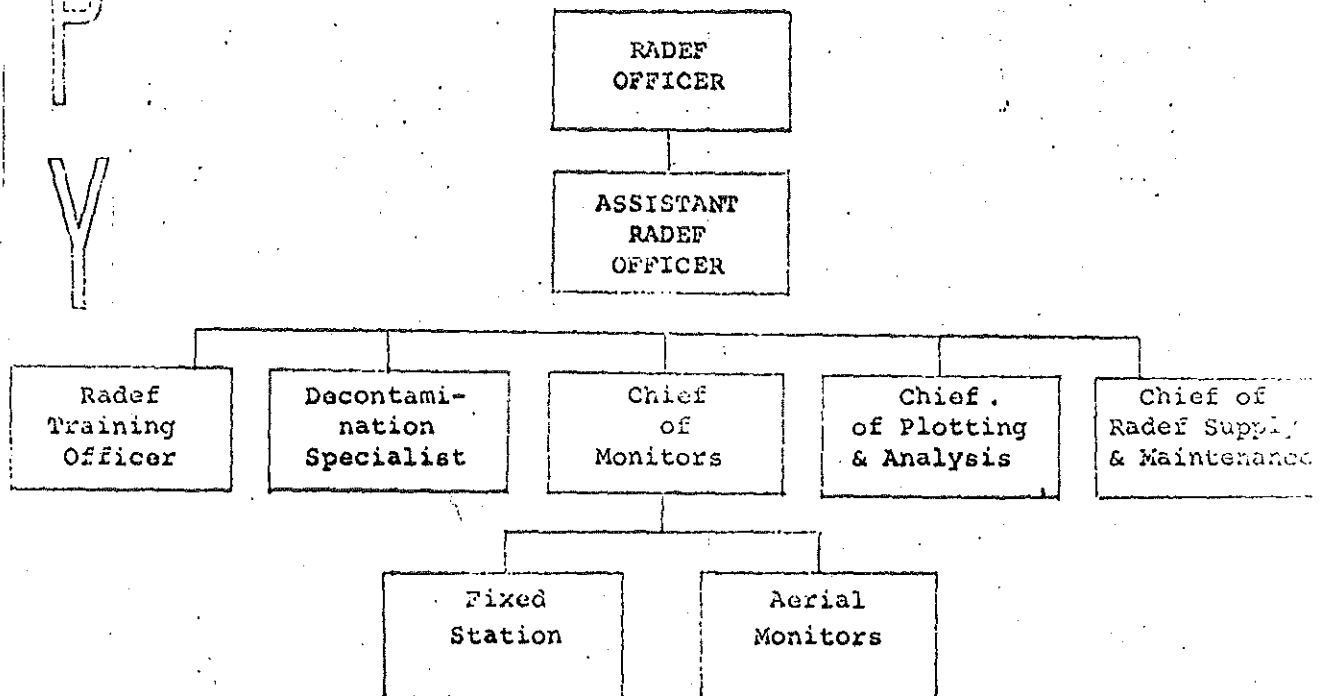 P
Y
RADEF
OFFICER
ASSISTANT
RADEF
OFFICER
Radef
Training
Officer
Decontami-
nation
Specialist
Chief
of
Monitors
Chief.
of Plotting
& Analysis
Chief of
Radef Supply
& Maintenance
Fixed
Station
Aerial
Monitors